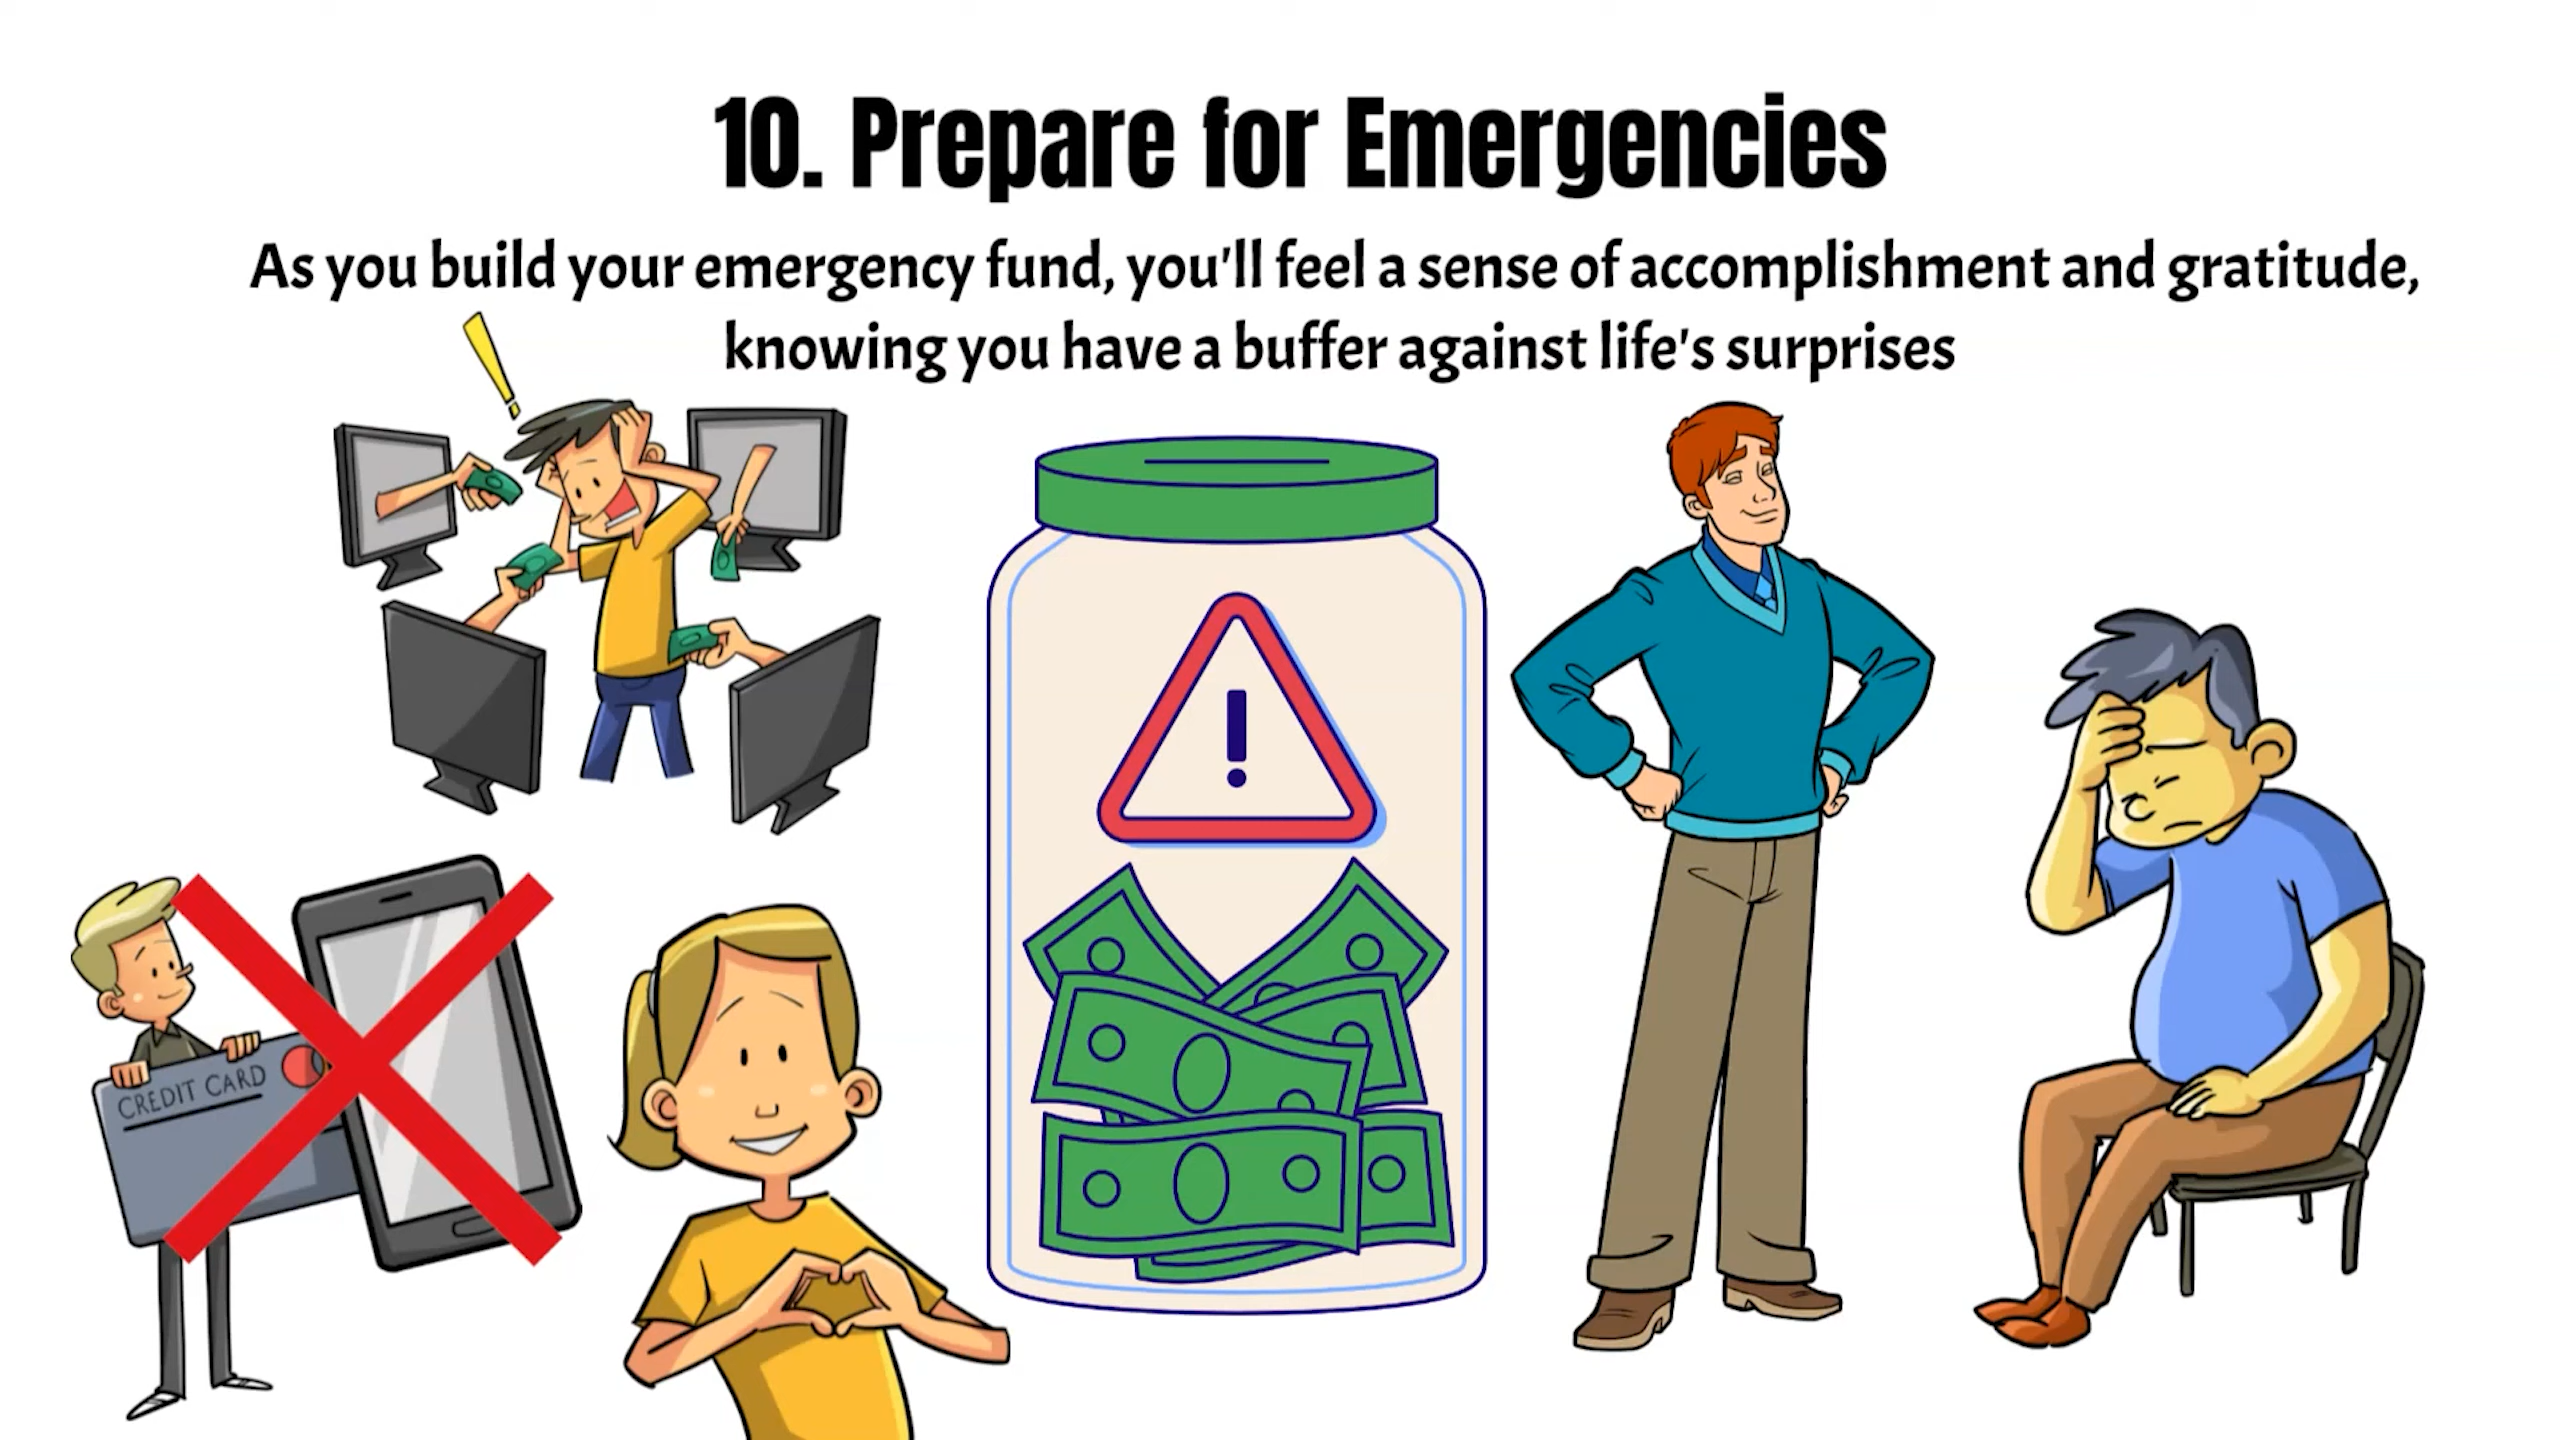 10. Prepare for Emergencies
As you build your emergency fund, you'll feel a sense of accomplishment and gratitude,
knowing you have a buffer against life's surprises
CREDIT CARD